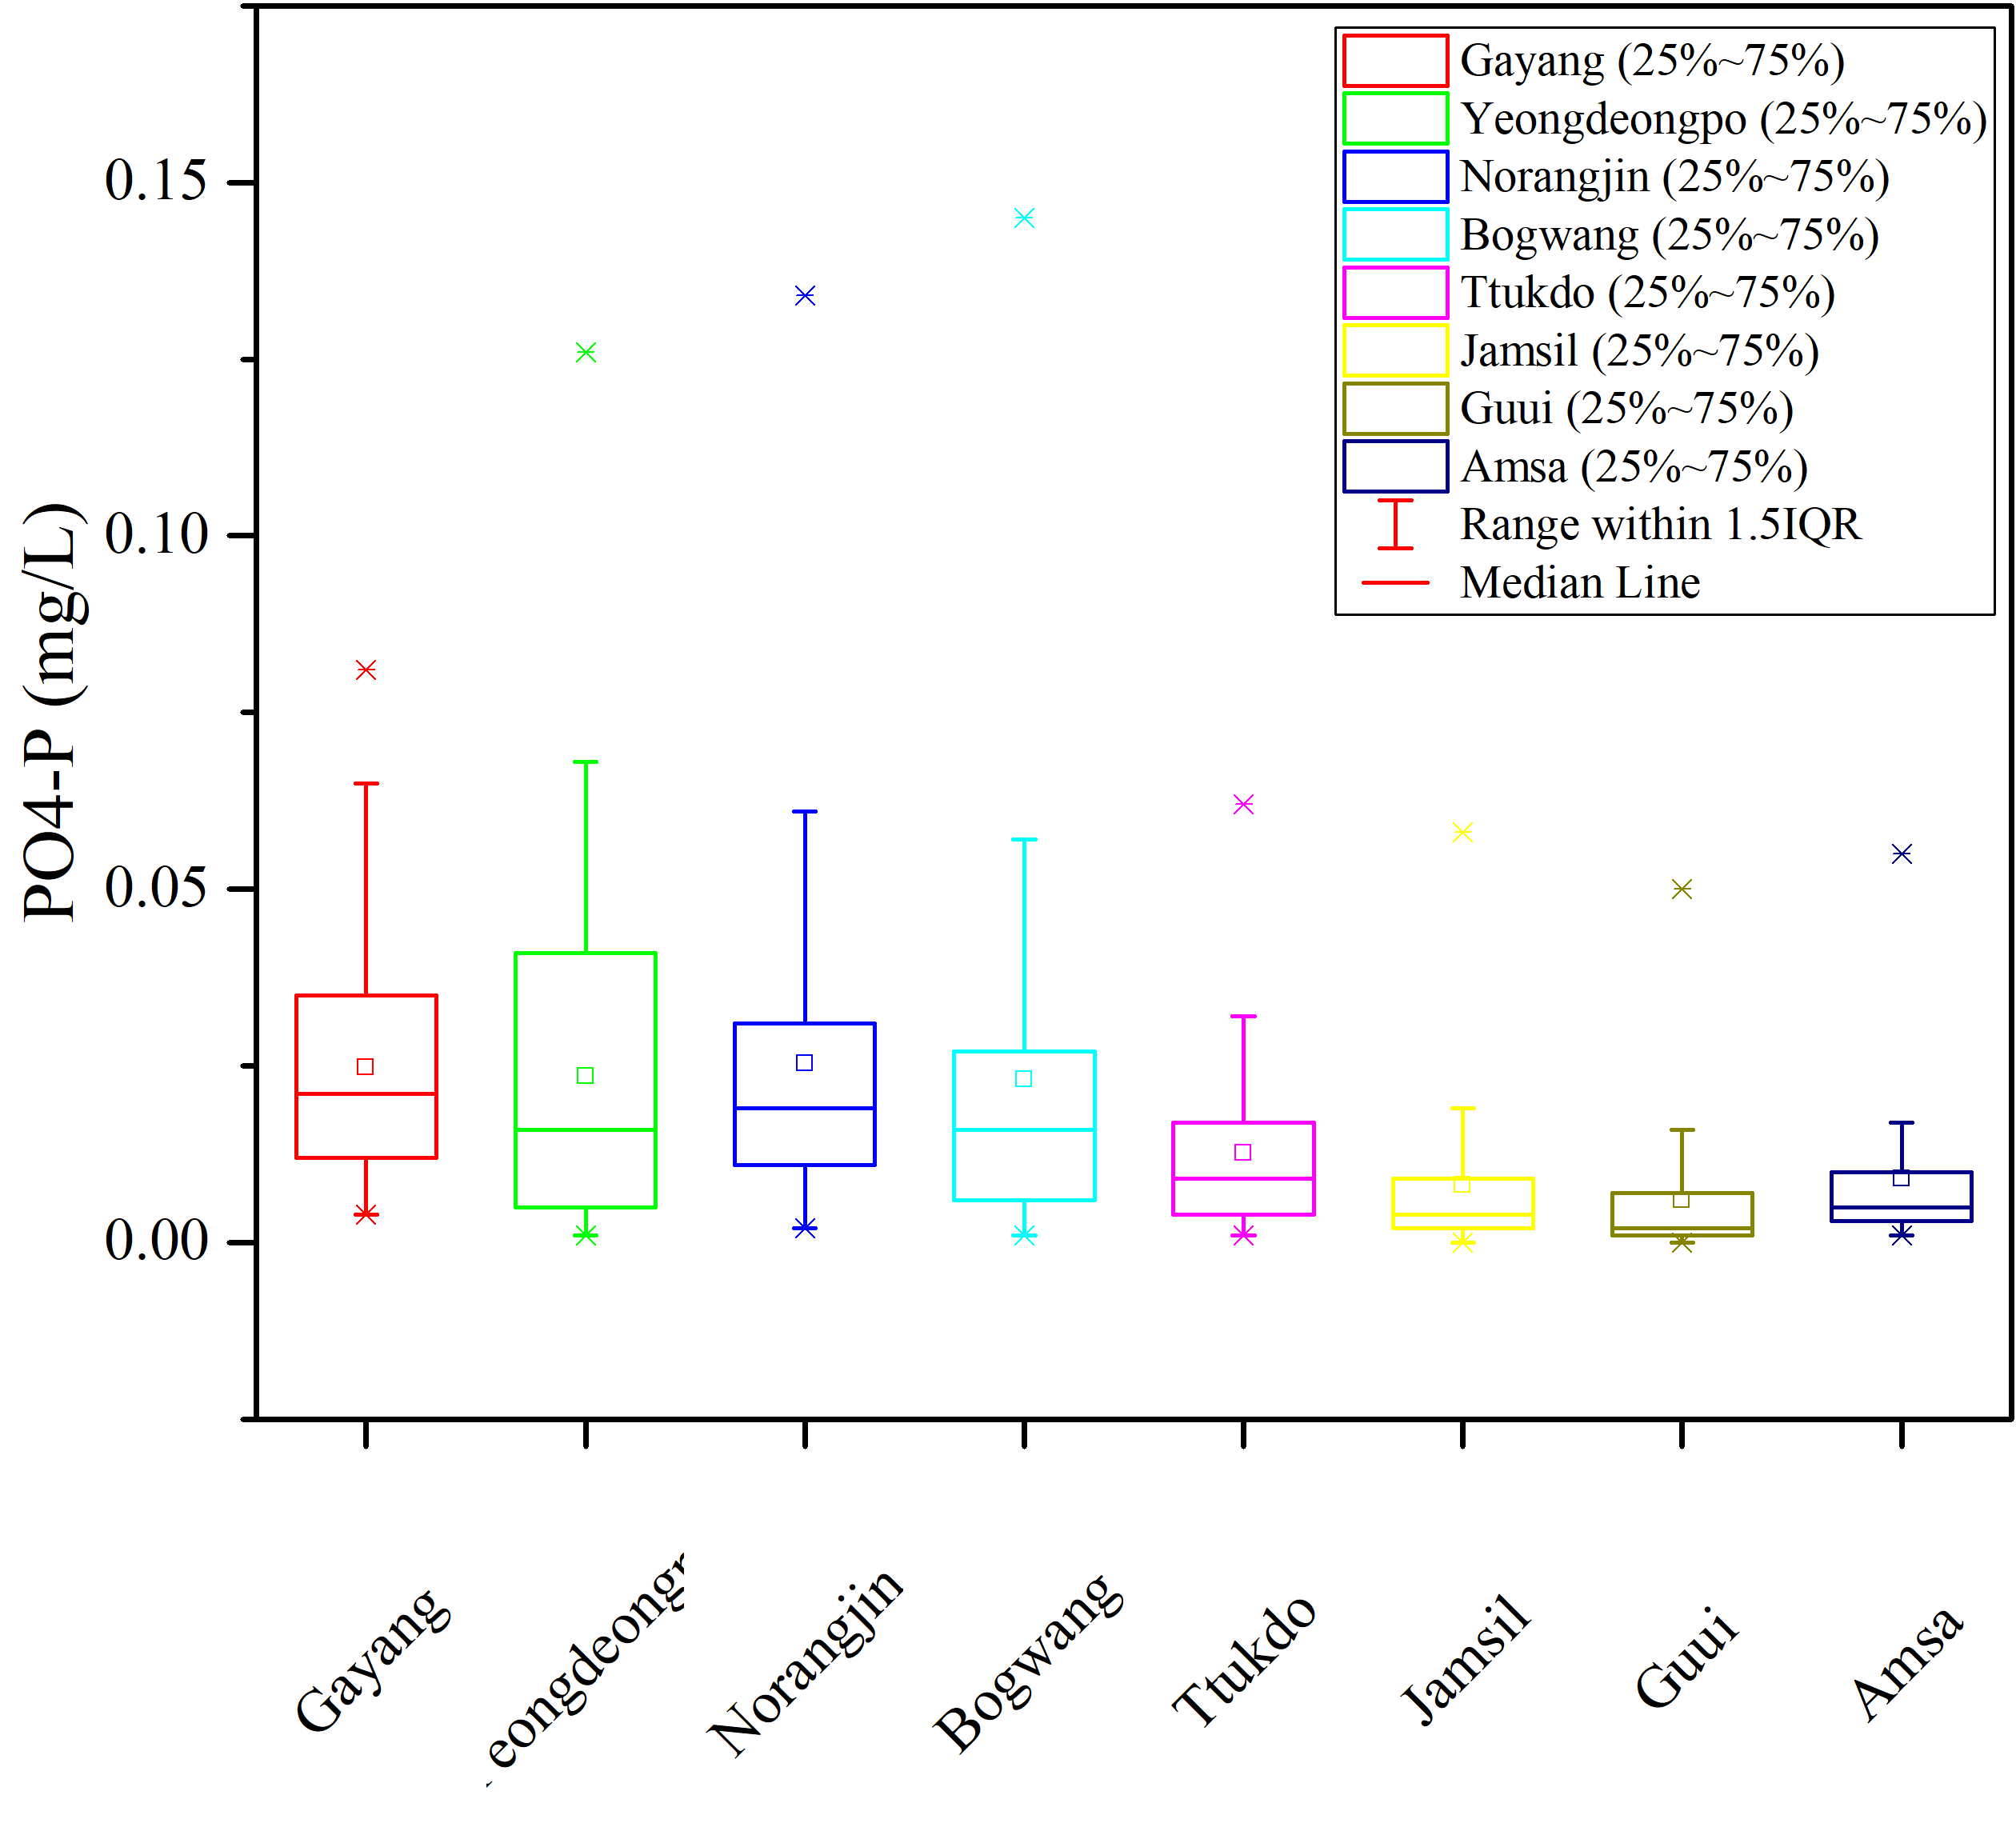 Gayang (25%~75%)
Yeongdeongpo (25%~75%)
Norangjin (25%~75%)
Bogwang (25%~75%)
Ttukdo (25%~75%)
Jamsil (25%~75%)
Guui (25%~75%)
Amsa (25%~75%)
Range within 1.5IQR
Median Line
PO4-P (mg/L)
0.15
0.10
0.05
0.00
Gayang
eongdeong
Norangjin
Bogwang
Ttukdo
Jamsil
Guui
Amsa